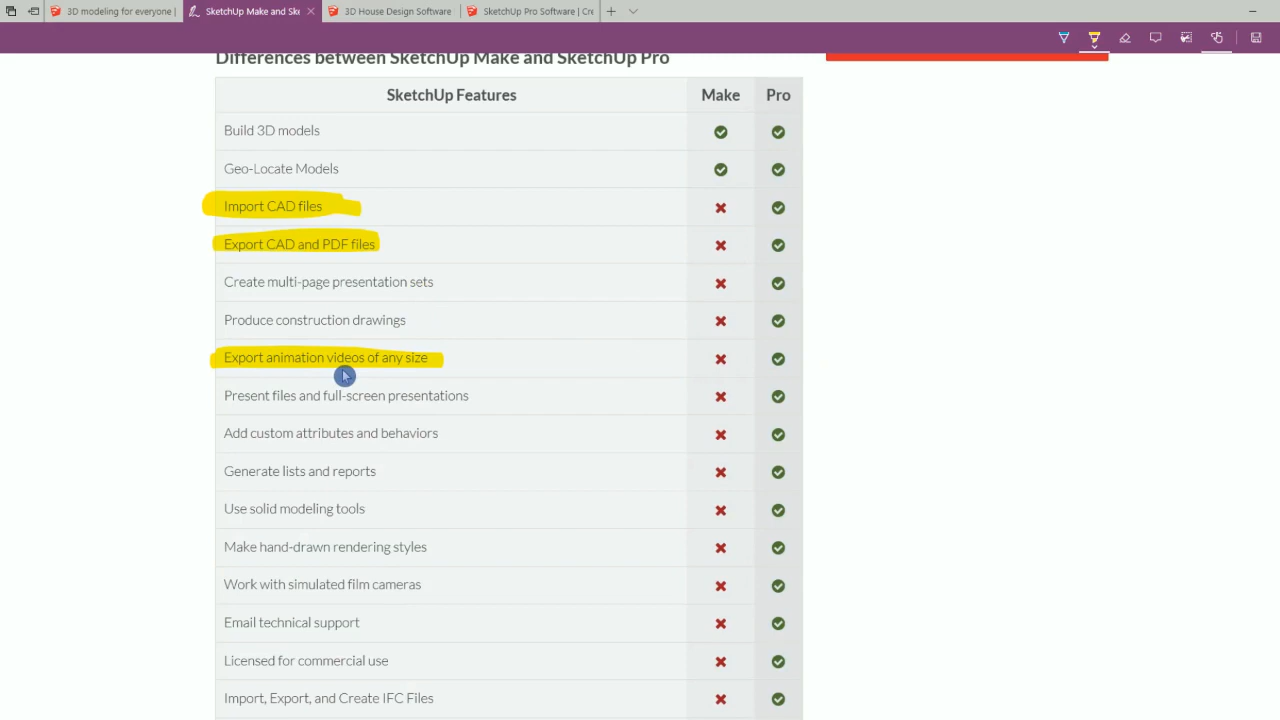 3D modeling for everyone |
SketchUp Make and Ske
3D House Design Software
SketchUp Pro Software | Cre
Differences between SketchUp Make and SketchUp Pro
SketchUp Features Make Pro
Build 3D models
Geo-Locate Models
Import CAD files
Export CAD and PDF files
Create multi-page presentation sets
Produce construction drawings
Export animation videos of any size
Present files and full-screen presentations
Add custom attributes and behaviors
Generate lists and reports
Use solid modeling tools
Make hand-drawn rendering styles
Work with simulated film cameras
Email technical support
Licensed for commercial use
Import, Export, and Create IFC Files